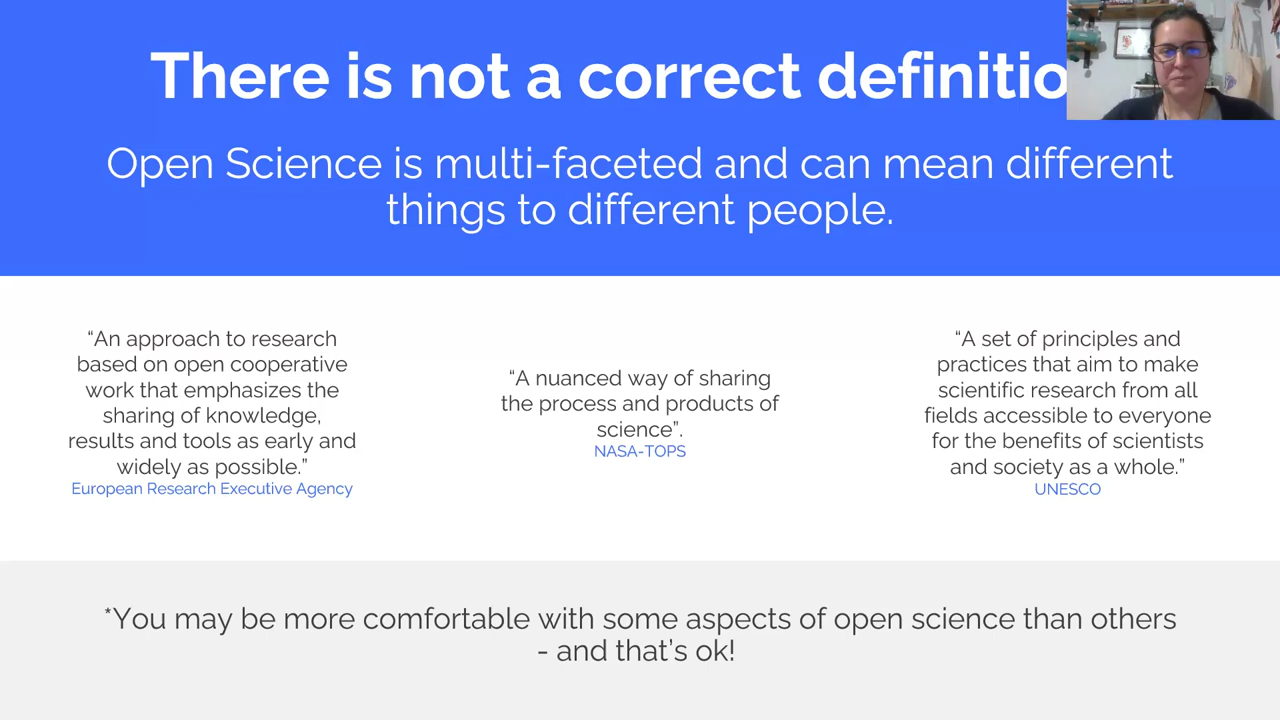 There is not a correct definitio
Open Science is multi-faceted and can mean different
things to different people.
“An approach to research
based on open cooperative
work that emphasizes the
sharing of knowledge,
results and tools as early and
widely as possible.”
European Research Executive Agency
“A nuanced way of sharing
the process and products of
science”.
NASA-TOPS
“A set of principles and
practices that aim to make
scientific research from all
fields accessible to everyone
for the benefits of scientists
and society as a whole.”
UNESCO
*You may be more comfortable with some aspects of open science than others
- and that’s ok!